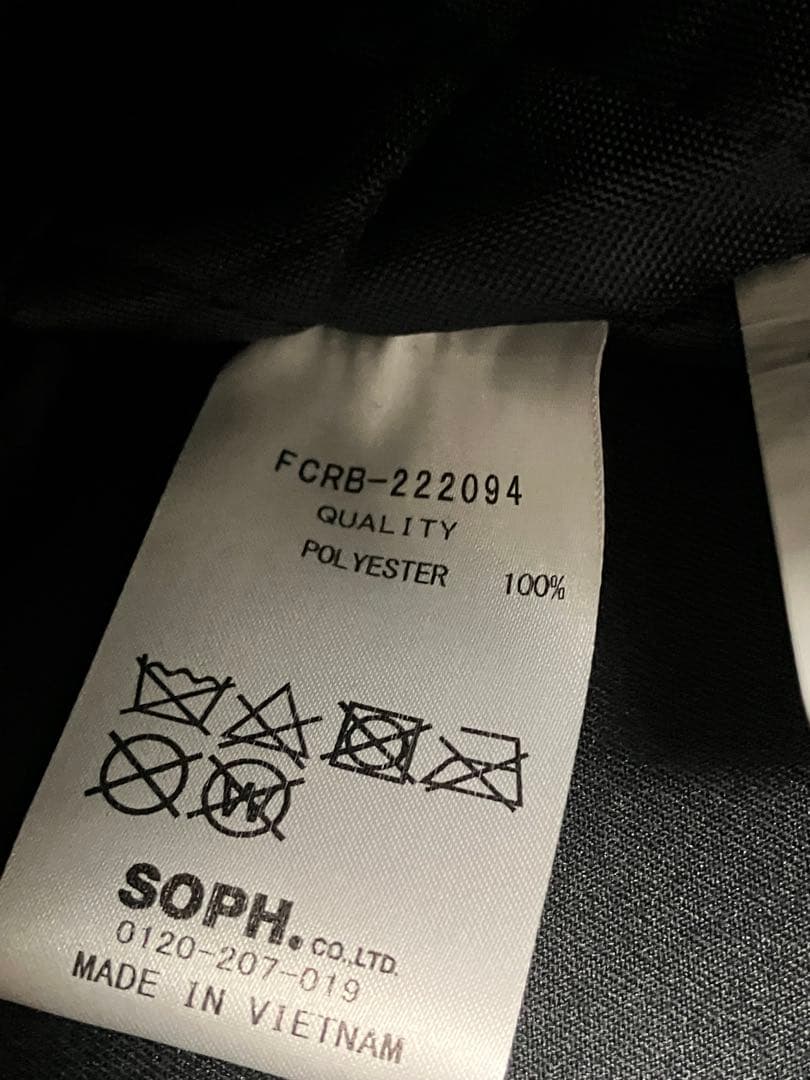 FCRB-222094
QUALITY
POLYESTER 100%
W
SOPH. CO.,LTD.
0120-207-019
MADE IN VIETNAM